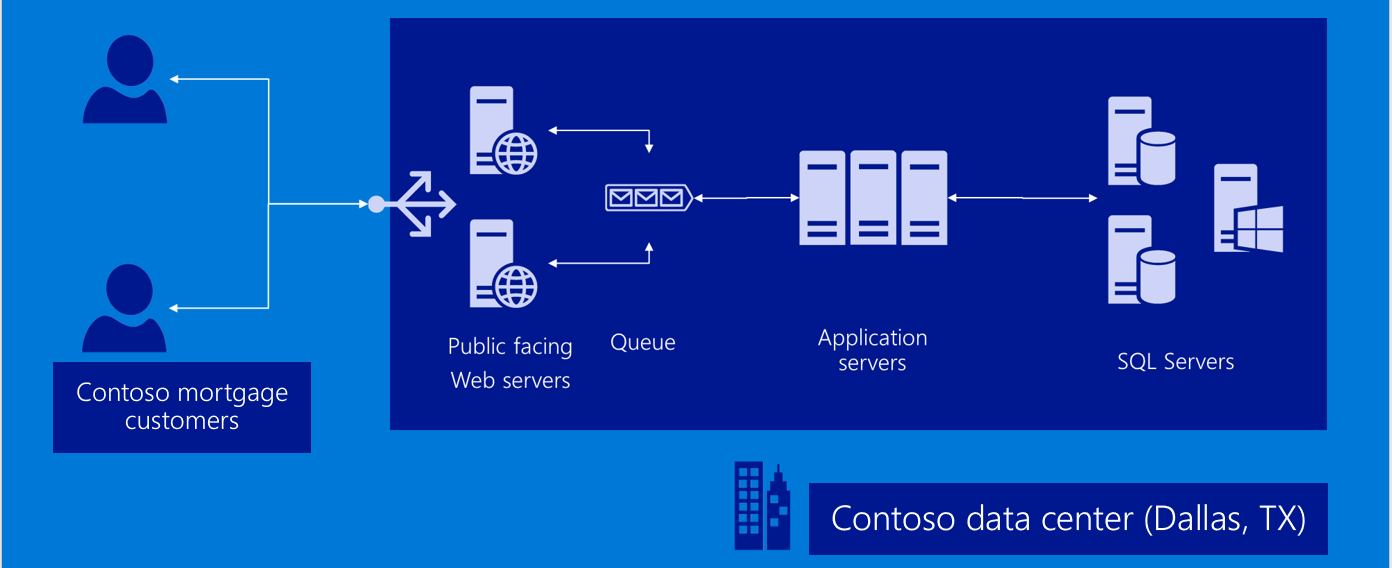 Public facing
Web servers
Queue
Application
servers
SQL Servers
Contoso mortgage
customers
Contoso data center (Dallas, TX)